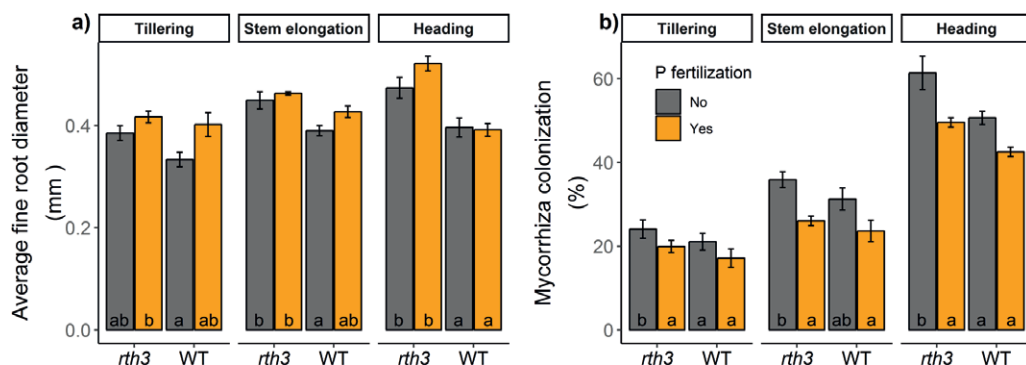 a)
Tillering Stem elongation Heading
Average fine root diameter
(mm )
0.4
0.2
0.0
ab b a ab b b a ab b b a a
rth3 WT rth3 WT rth3 WT
b)
Tillering Stem elongation Heading
P fertilization
No
Yes
Mycorrhiza colonization
(%)
60
40
20
0
b a a a b a ab a b a a a
rth3 WT rth3 WT rth3 WT